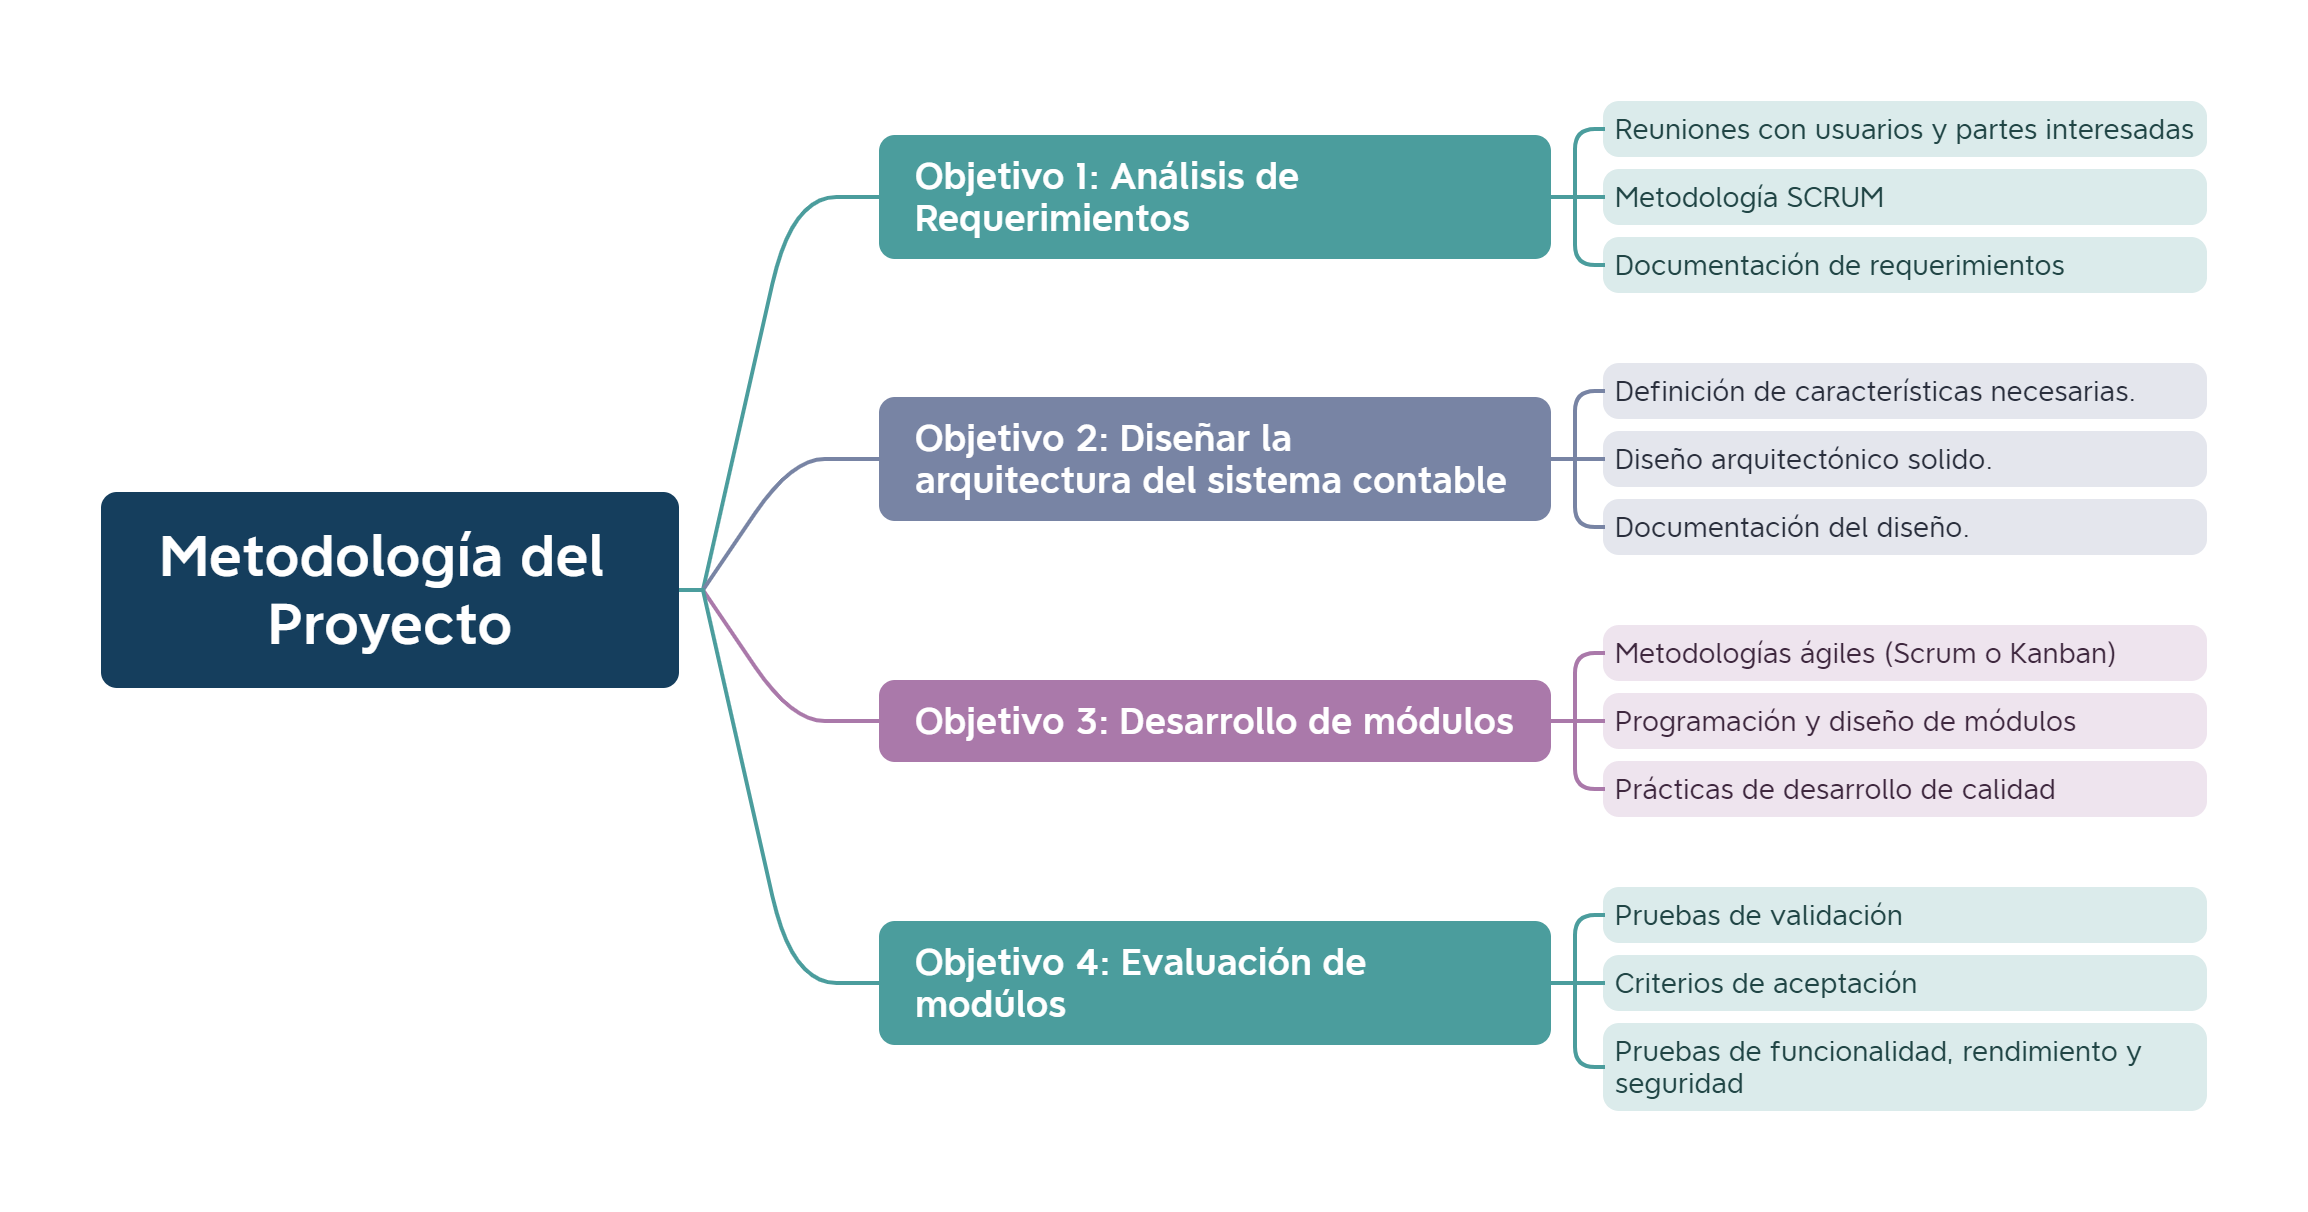 Metodología del
Proyecto
Objetivo 1: Análisis de
Requerimientos
Reuniones con usuarios y partes interesadas
Metodología SCRUM
Documentación de requerimientos
Objetivo 2: Diseñar la
arquitectura del sistema contable
Definición de características necesarias.
Diseño arquitectónico solido.
Documentación del diseño.
Objetivo 3: Desarrollo de módulos
Metodologías ágiles (Scrum o Kanban)
Programación y diseño de módulos
Prácticas de desarrollo de calidad
Objetivo 4: Evaluación de
modúlos
Pruebas de validación
Criterios de aceptación
Pruebas de funcionalidad, rendimiento y
seguridad